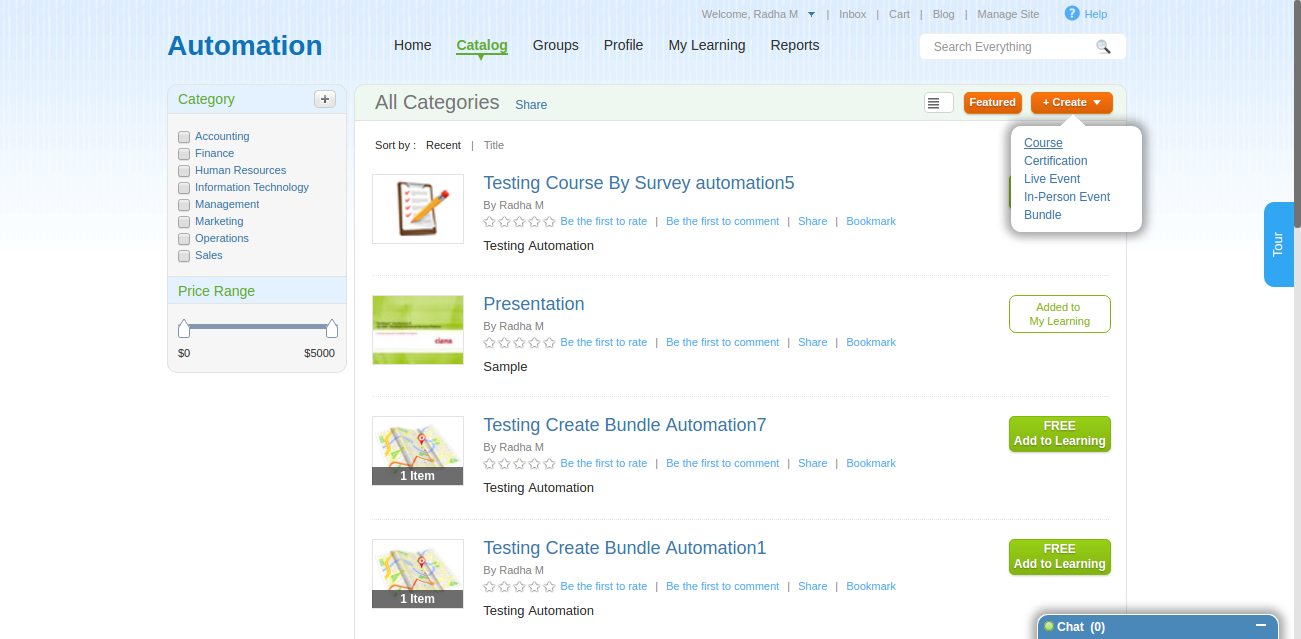 Welcome, Radha M | Inbox | Cart | Blog | Manage Site ? Help
Automation
Home Catalog Groups Profile My Learning Reports
Search Everything
Category +
Accounting
Finance
Human Resources
Information Technology
Management
Marketing
Operations
Sales
Price Range
$0 $5000
All Categories Share
Featured + Create
Course
Certification
Live Event
In-Person Event
Bundle
Sort by : Recent | Title
Testing Course By Survey automation5
By Radha M
Be the first to rate | Be the first to comment | Share | Bookmark
Testing Automation
Presentation
By Radha M
Be the first to rate | Be the first to comment | Share | Bookmark
Sample
ciena
Added to
My Learning
Testing Create Bundle Automation7
By Radha M
Be the first to rate | Be the first to comment | Share | Bookmark
Testing Automation
1 Item
FREE
Add to Learning
Testing Create Bundle Automation1
By Radha M
Be the first to rate | Be the first to comment | Share | Bookmark
Testing Automation
1 Item
FREE
Add to Learning
Tour
Chat (0)